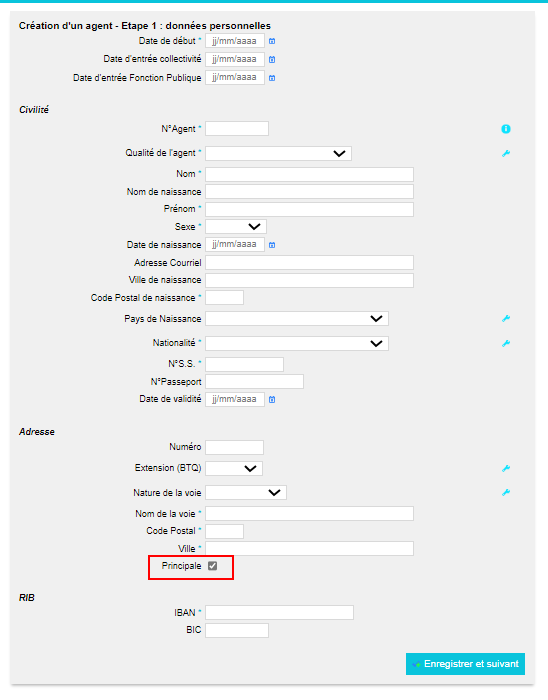 Création d'un agent - Etape 1 : données personnelles
Date de début * jj/mm/aaaa
Date d'entrée collectivité jj/mm/aaaa
Date d'entrée Fonction Publique jj/mm/aaaa
Civilité
N°Agent *
Qualité de l'agent *
Nom *
Nom de naissance
Prénom *
Sexe *
Date de naissance jj/mm/aaaa
Adresse Courriel
Ville de naissance
Code Postal de naissance *
Pays de Naissance
Nationalité *
N°S.S. *
N°Passeport
Date de validité jj/mm/aaaa
Adresse
Numéro
Extension (BTQ)
Nature de la voie
Nom de la voie *
Code Postal *
Ville *
Principale
RIB
IBAN *
BIC
Enregistrer et suivant